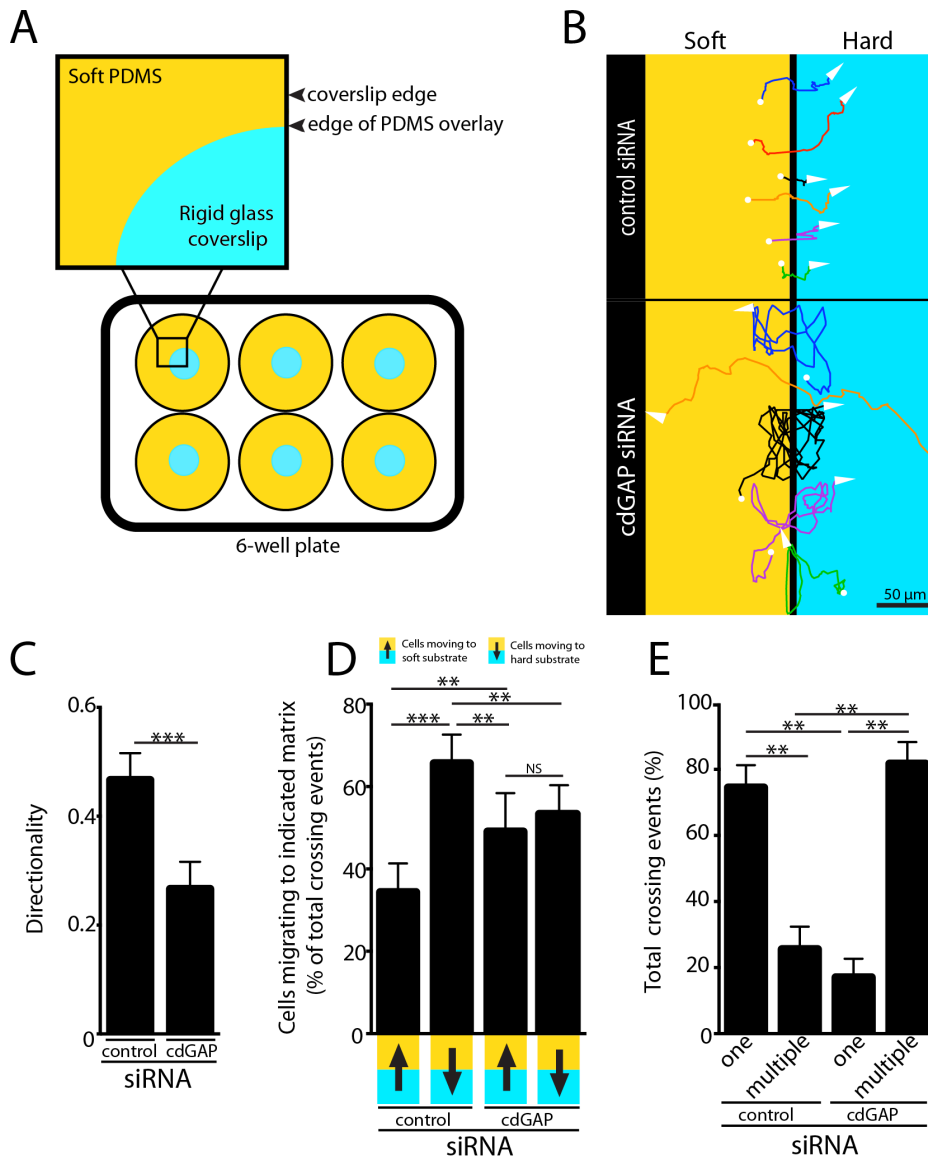 A
Soft PDMS
coverslip edge
edge of PDMS overlay
Rigid glass
coverslip
6-well plate
B
Soft
Hard
control siRNA
cdGAP siRNA
50 µm
C
Directionality
0.6
0.4
0.2
0
***
control
cdGAP
siRNA
D
Cells moving to
soft substrate
Cells moving to
hard substrate
Cells migrating to indicated matrix
(% of total crossing events)
80
60
40
20
0
**
**
***
**
NS
control
cdGAP
siRNA
E
Total crossing events (%)
100
80
60
40
20
0
**
**
**
**
one
multiple
one
multiple
control
cdGAP
siRNA